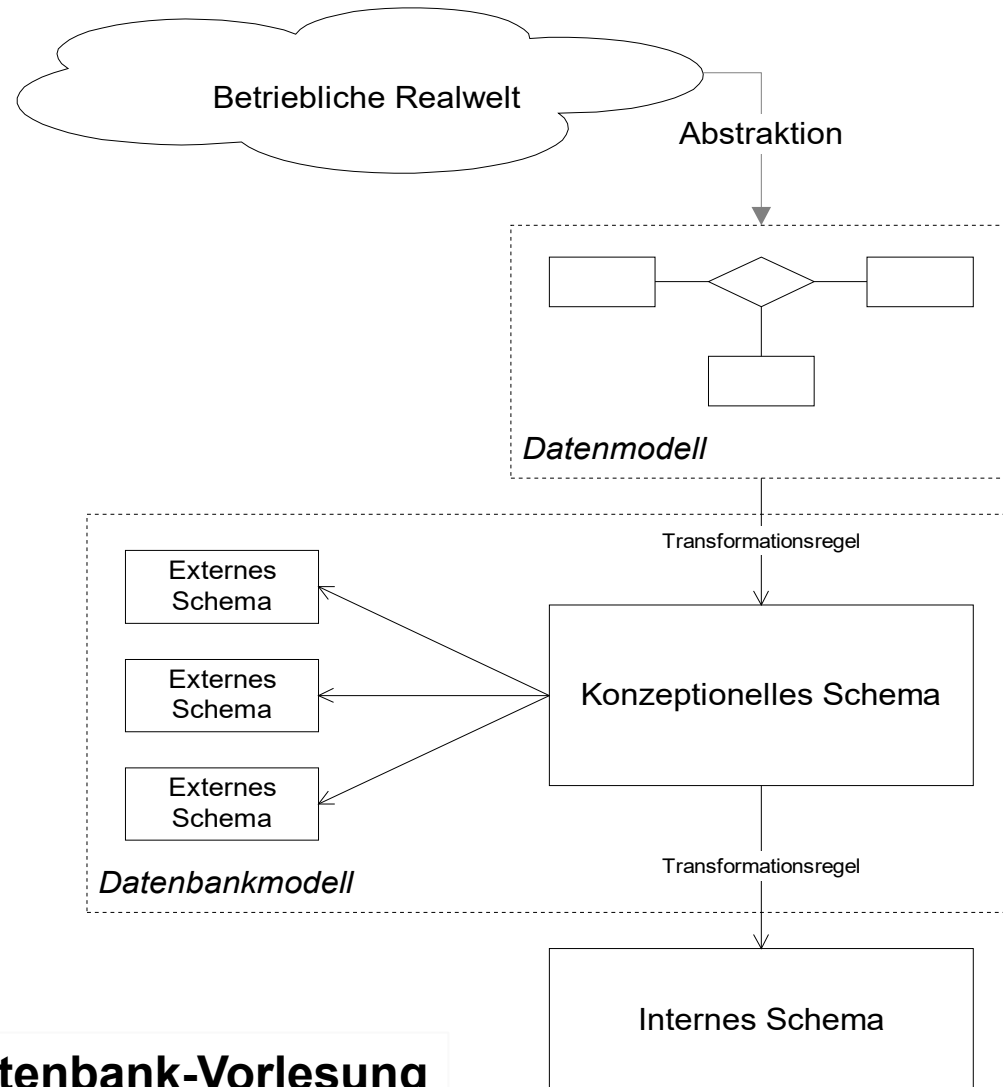 Betriebliche Realwelt
Abstraktion
Datenmodell
Transformationsregel
Externes
Schema
Externes
Schema
Konzeptionelles Schema
Externes
Schema
Transformationsregel
Datenbankmodell
Internes Schema
tenbank-Vorlesung